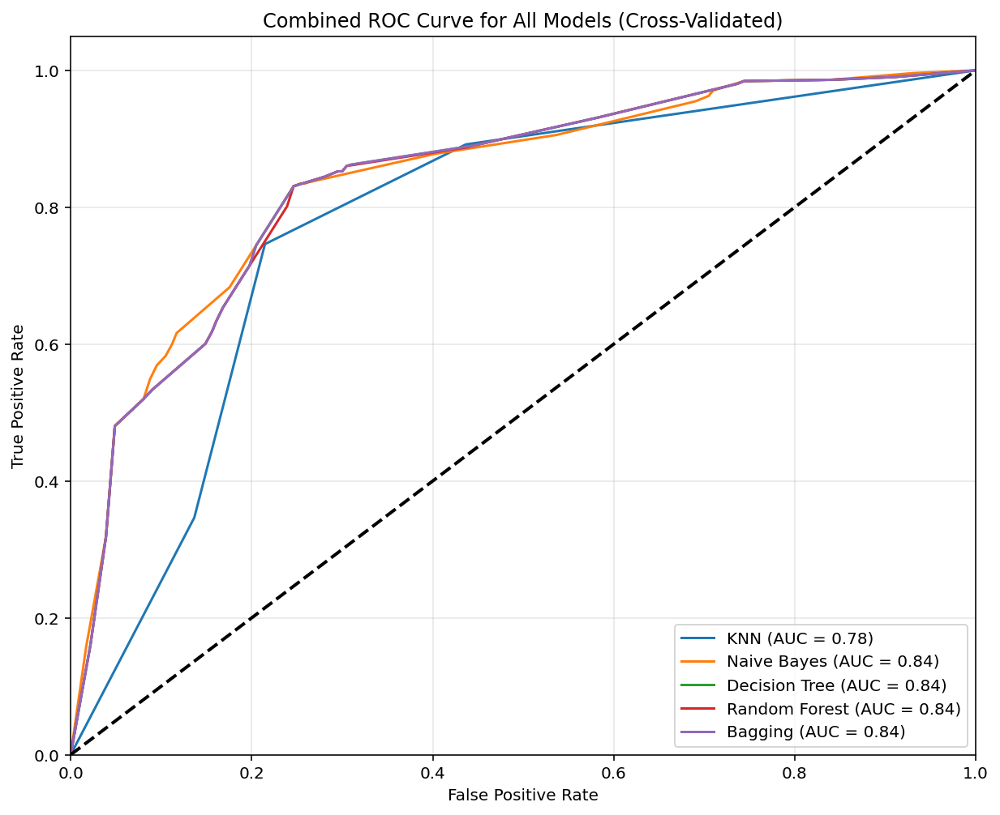 Combined ROC Curve for All Models (Cross-Validated)
True Positive Rate
1.0
0.8
0.6
0.4
0.2
0.0
KNN (AUC = 0.78)
Naive Bayes (AUC = 0.84)
Decision Tree (AUC = 0.84)
Random Forest (AUC = 0.84)
Bagging (AUC = 0.84)
0.0 0.2 0.4 0.6 0.8 1.0
False Positive Rate